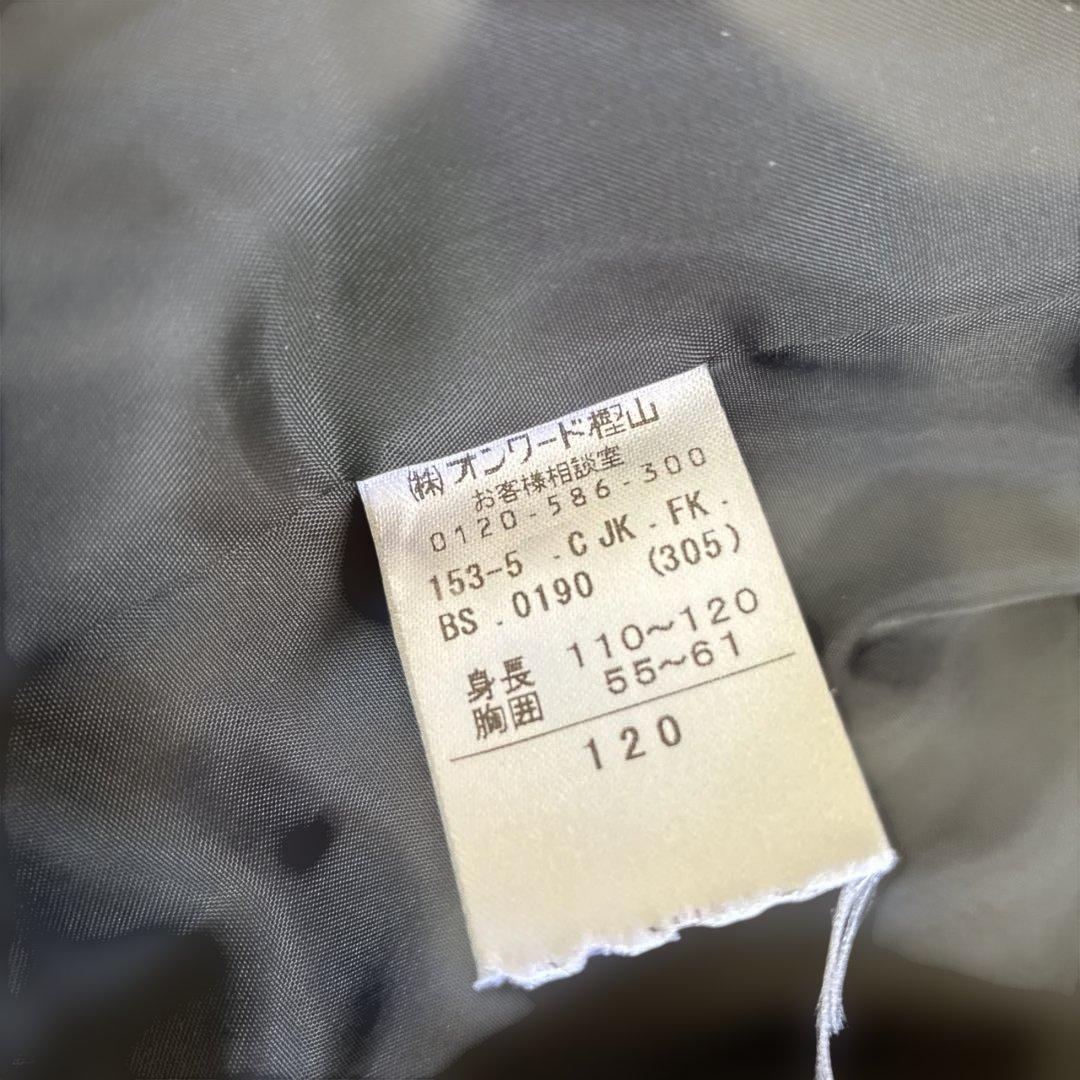 ㈱オンワード樫山
お客様相談室
0120-586-300
153-5 .CJK.FK.
BS.0190 (305)
身長 110〜120
胸囲 55〜61
120